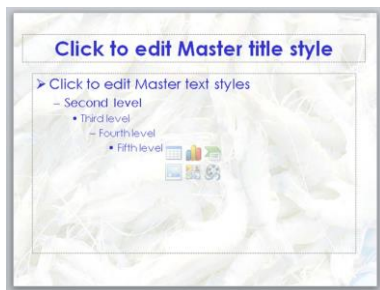 Click to edit Master title style
➢ Click to edit Master text styles
– Second level
• Third level
– Fourth level
• Fifth level